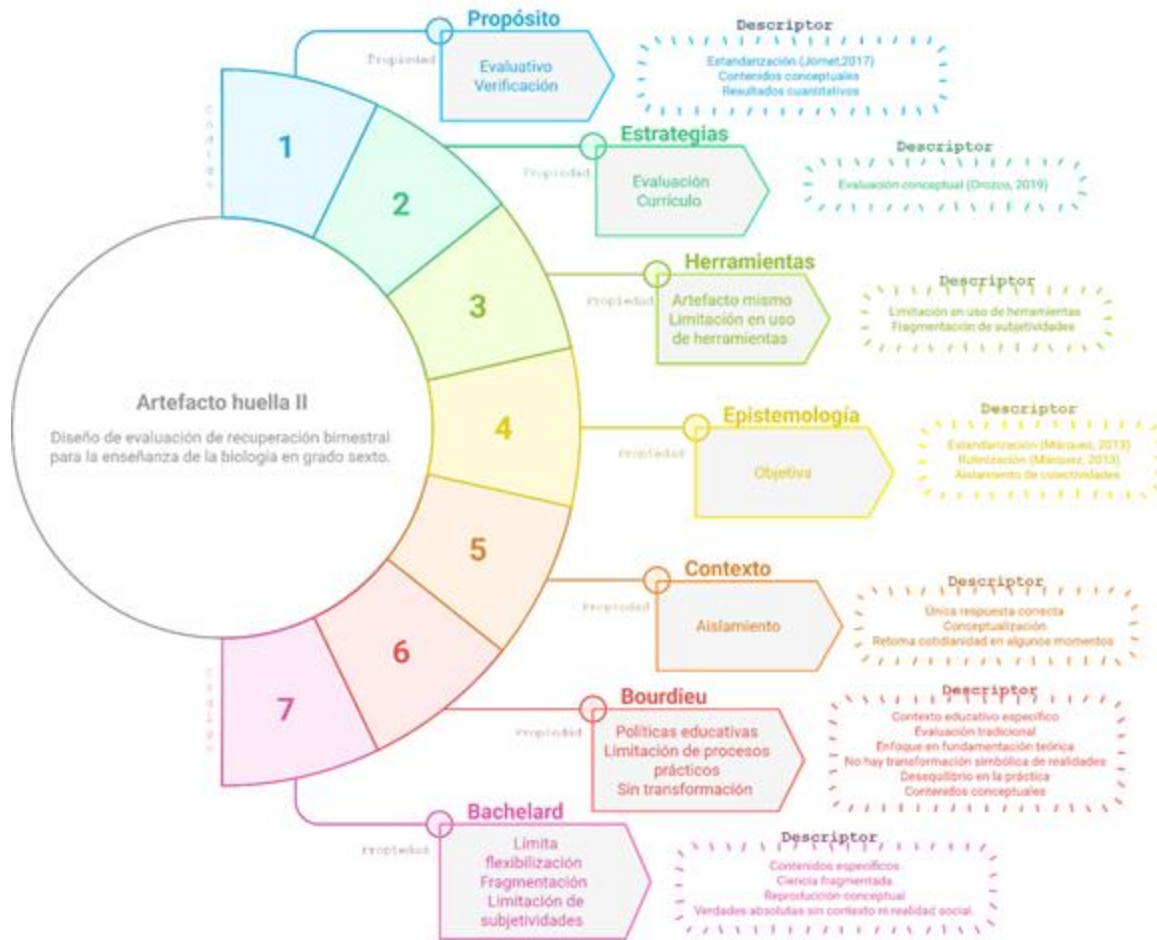 Propósito
Descriptor
Propiedad
Evaluativo
Verificación
Estandarización (Jornet,2017)
Contenidos conceptuales
Resultados cuantitativos
1
Estrategias
Descriptor
Propiedad
Evaluación
Currículo
Evaluación conceptual (Orozco, 2019)
2
Herramientas
Descriptor
Propiedad
Artefacto mismo
Limitación en uso
de herramientas
Limitación en uso de herramientas
Fragmentación de subjetividades
3
Artefacto huella II
Diseño de evaluación de recuperación bimestral
para la enseñanza de la biología en grado sexto.
4
Epistemología
Descriptor
Propiedad
Objetiva
Estandarización (Márquez, 2013)
Rutinización (Márquez, 2013)
Aislamiento de colectividades
5
Contexto
Descriptor
Propiedad
Aislamiento
Única respuesta correcta
Conceptualización
Retoma cotidianidad en algunos momentos
6
Bourdieu
Descriptor
Propiedad
Políticas educativas
Limitación de procesos
prácticos
Sin transformación
Contexto educativo específico
Evaluación tradicional
Enfoque en fundamentación teórica
No hay transformación simbólica de realidades
Desequilibrio en la práctica
Contenidos conceptuales
7
Bachelard
Descriptor
Propiedad
Limita
flexibilización
Fragmentación
Limitación de
subjetividades
Contenidos específicos
Ciencia fragmentada
Reproducción conceptual
Verdades absolutas sin contexto ni realidad social.